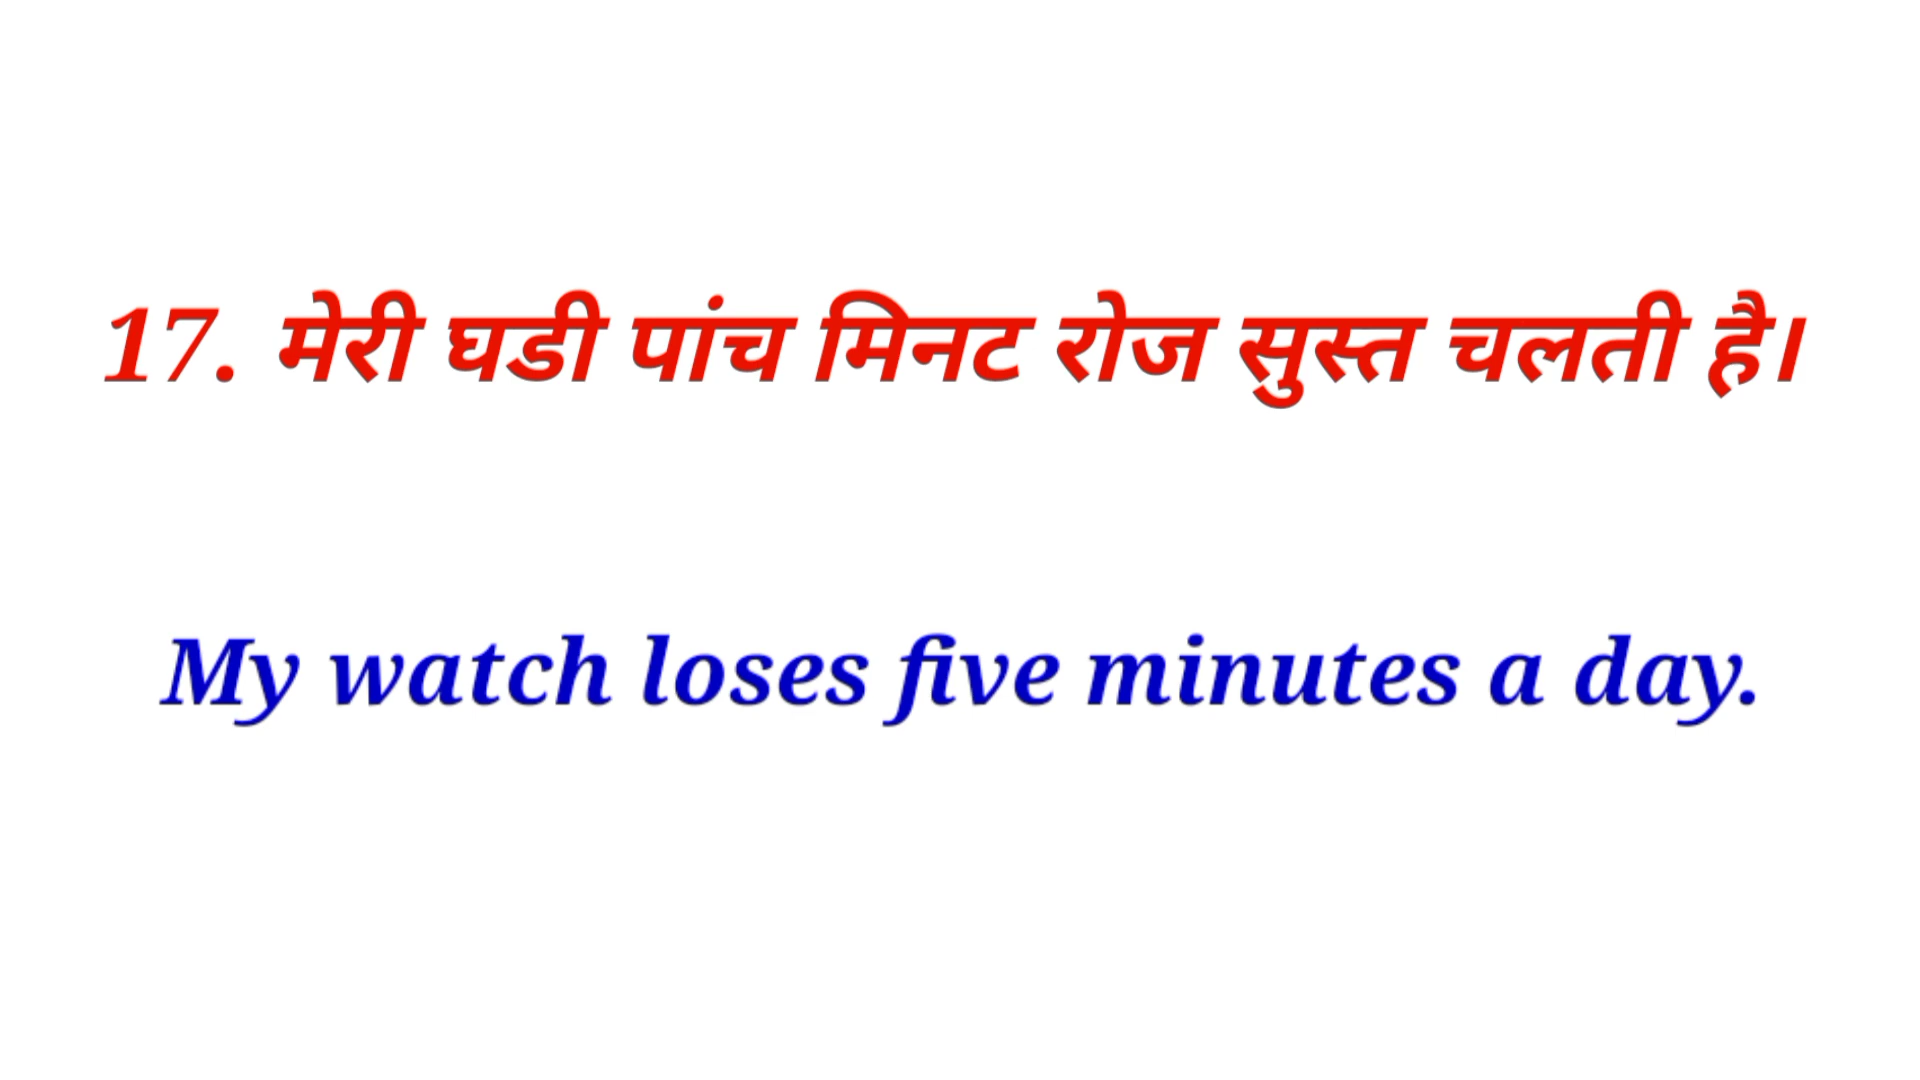 17. मेरी घडी पांच मिनट रोज सुस्त चलती है।
My watch loses five minutes a day.